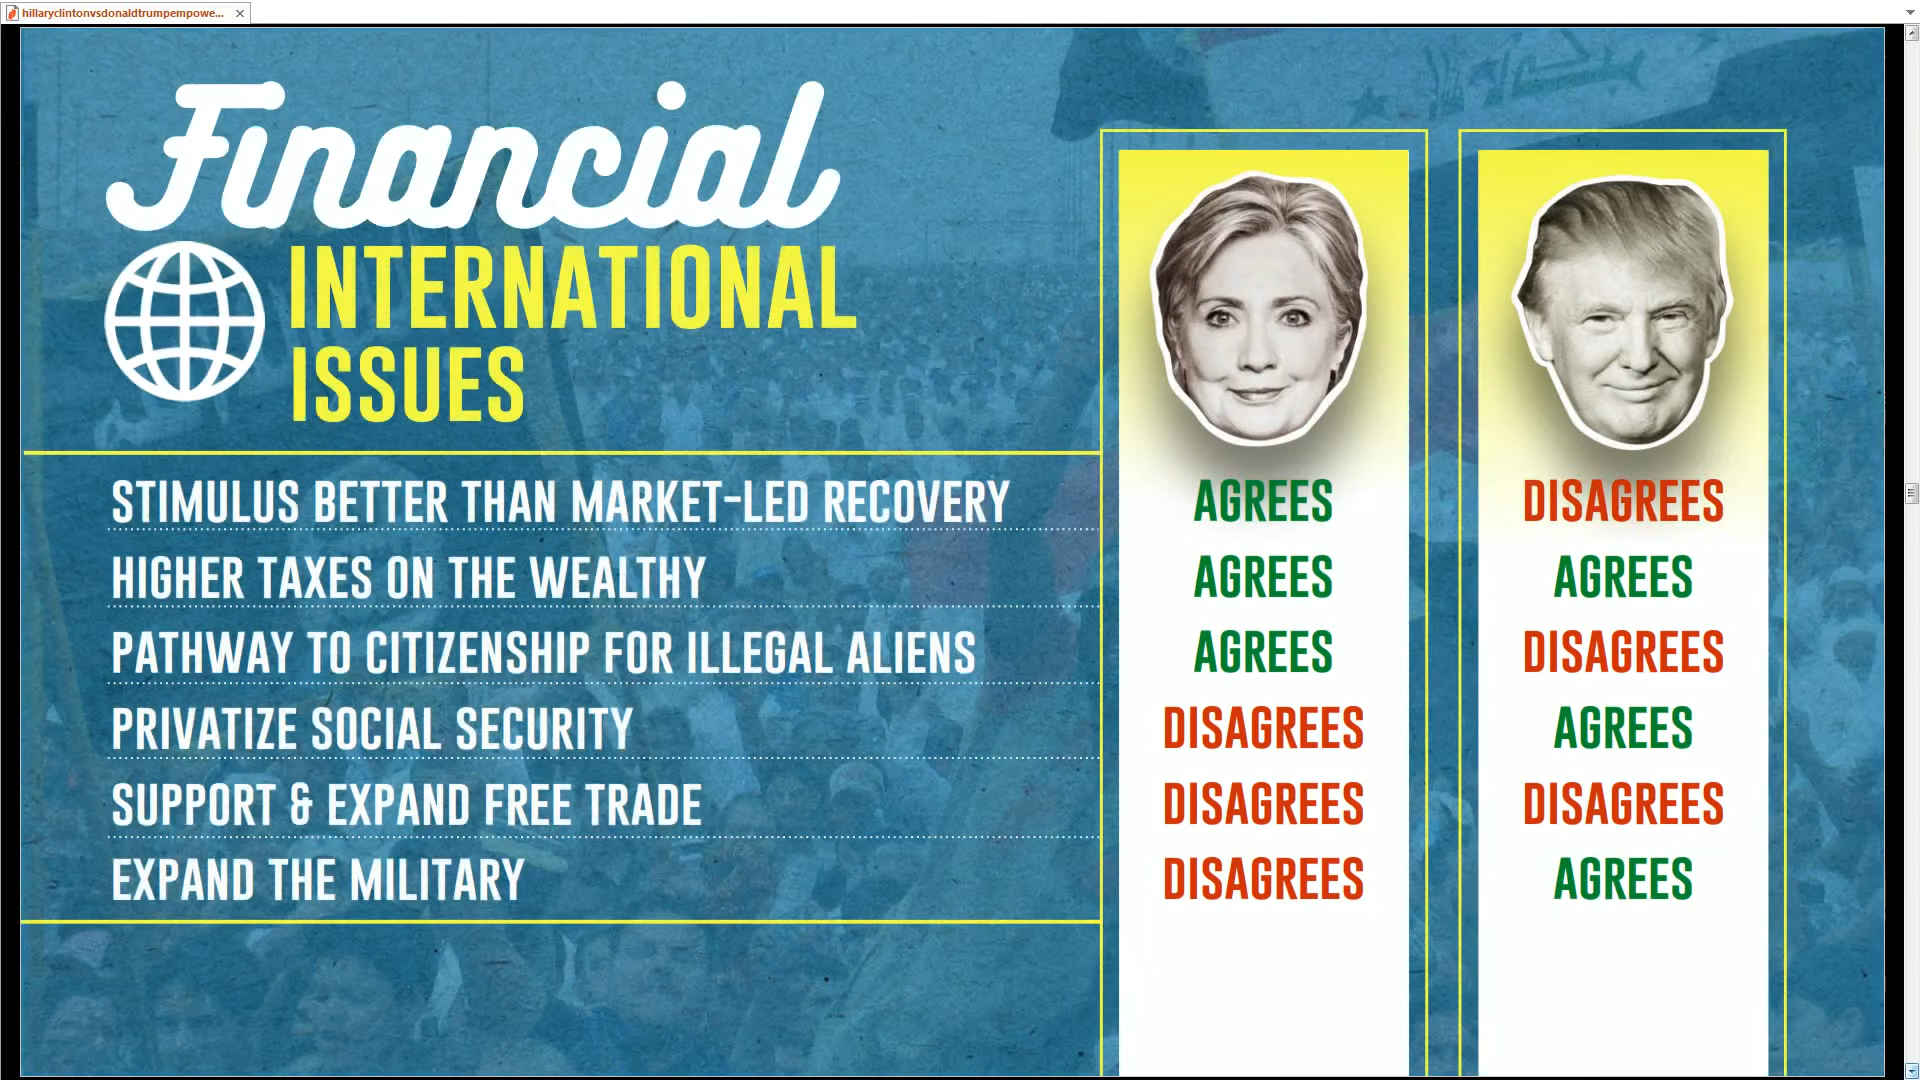 hillaryclintonvsdonaldtrumpempowe...
Financial
INTERNATIONAL
ISSUES
STIMULUS BETTER THAN MARKET-LED RECOVERY AGREES DISAGREES
HIGHER TAXES ON THE WEALTHY AGREES AGREES
PATHWAY TO CITIZENSHIP FOR ILLEGAL ALIENS AGREES DISAGREES
PRIVATIZE SOCIAL SECURITY DISAGREES AGREES
SUPPORT & EXPAND FREE TRADE DISAGREES DISAGREES
EXPAND THE MILITARY DISAGREES AGREES